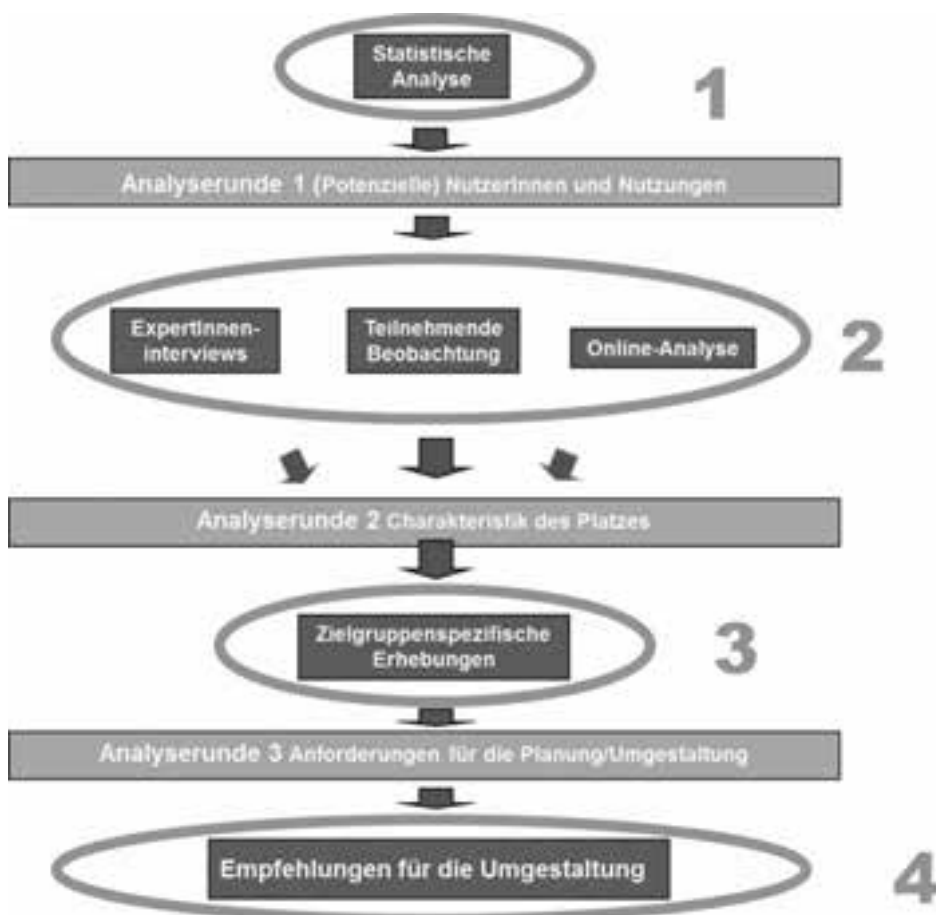 Statistische
Analyse
1
Analyserunde 1 (Potenzielle) NutzerInnen und Nutzungen
ExpertInnen-
interviews
Teilnehmende
Beobachtung
Online-Analyse
2
Analyserunde 2 Charakteristik des Platzes
Zielgruppenspezifische
Erhebungen
3
Analyserunde 3 Anforderungen für die Planung/Umgestaltung
Empfehlungen für die Umgestaltung
4